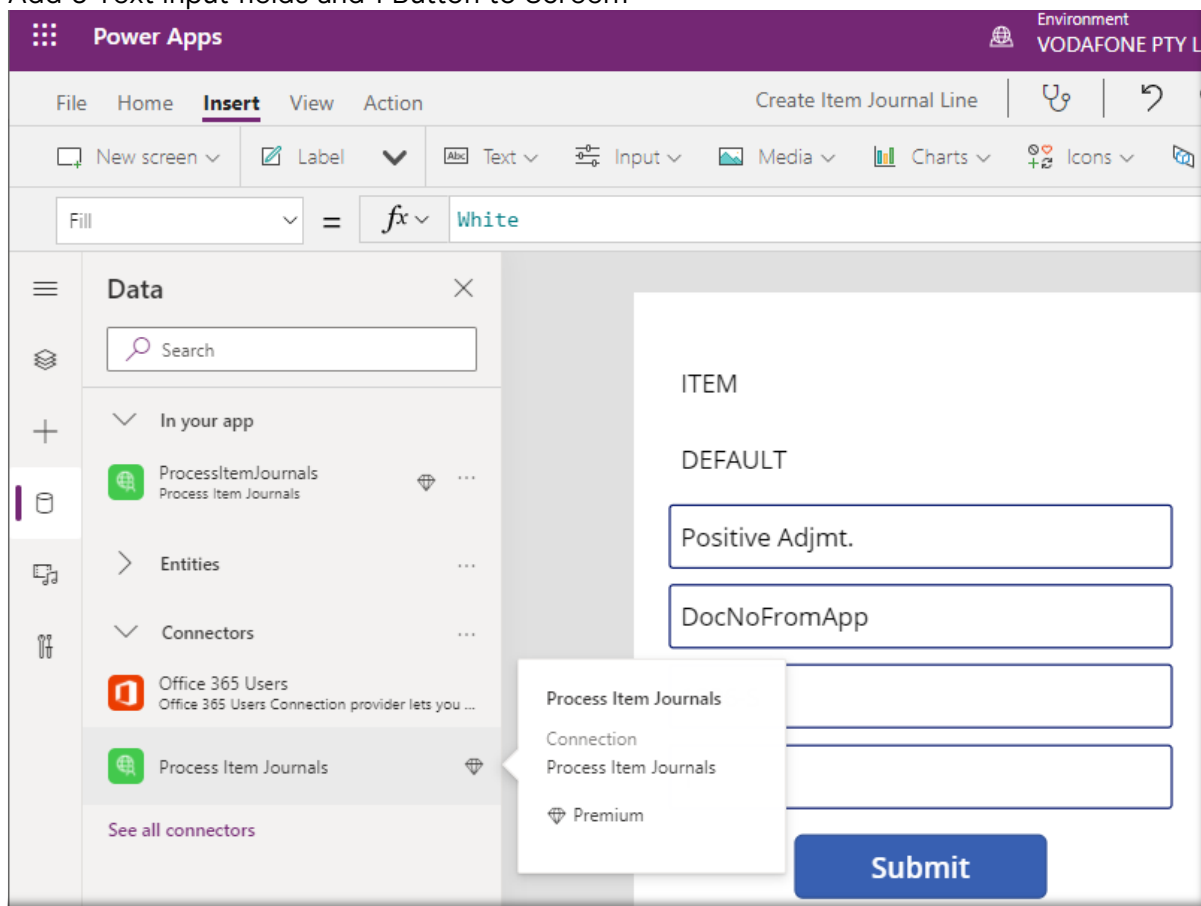 Power Apps
Environment
VODAFONE PTY L
File Home Insert View Action
Create Item Journal Line
New screen Label Abc Text Input Media Charts Icons
Fill = fx White
Data
Search
In your app
ProcessItemJournals
Process Item Journals
Entities
Connectors
Office 365 Users
Office 365 Users Connection provider lets you ...
Process Item Journals
See all connectors
Process Item Journals
Connection
Process Item Journals
Premium
ITEM
DEFAULT
Positive Adjmt.
DocNoFromApp
Submit